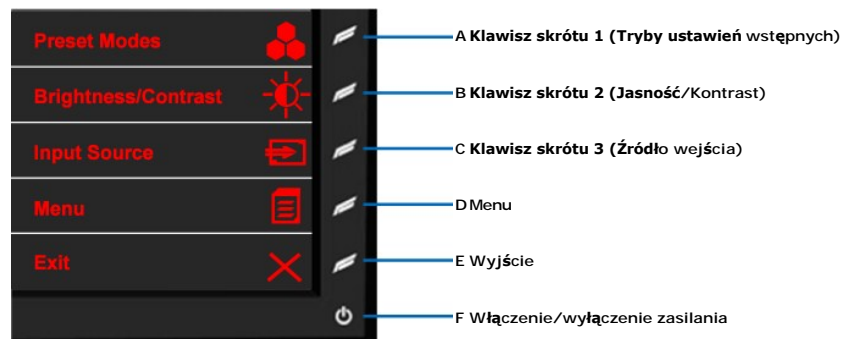 Preset Modes
A Klawisz skrótu 1 (Tryby ustawień wstępnych)
Brightness/Contrast
B Klawisz skrótu 2 (Jasność/Kontrast)
Input Source
C Klawisz skrótu 3 (Źródło wejścia)
Menu
D Menu
Exit
E Wyjście
F Włączenie/wyłączenie zasilania